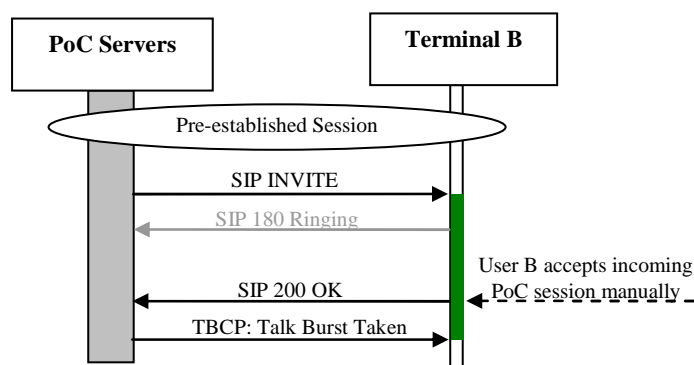 PoC Servers
Terminal B
Pre-established Session
SIP INVITE
SIP 180 Ringing
User B accepts incoming
PoC session manually
SIP 200 OK
TBCP: Talk Burst Taken